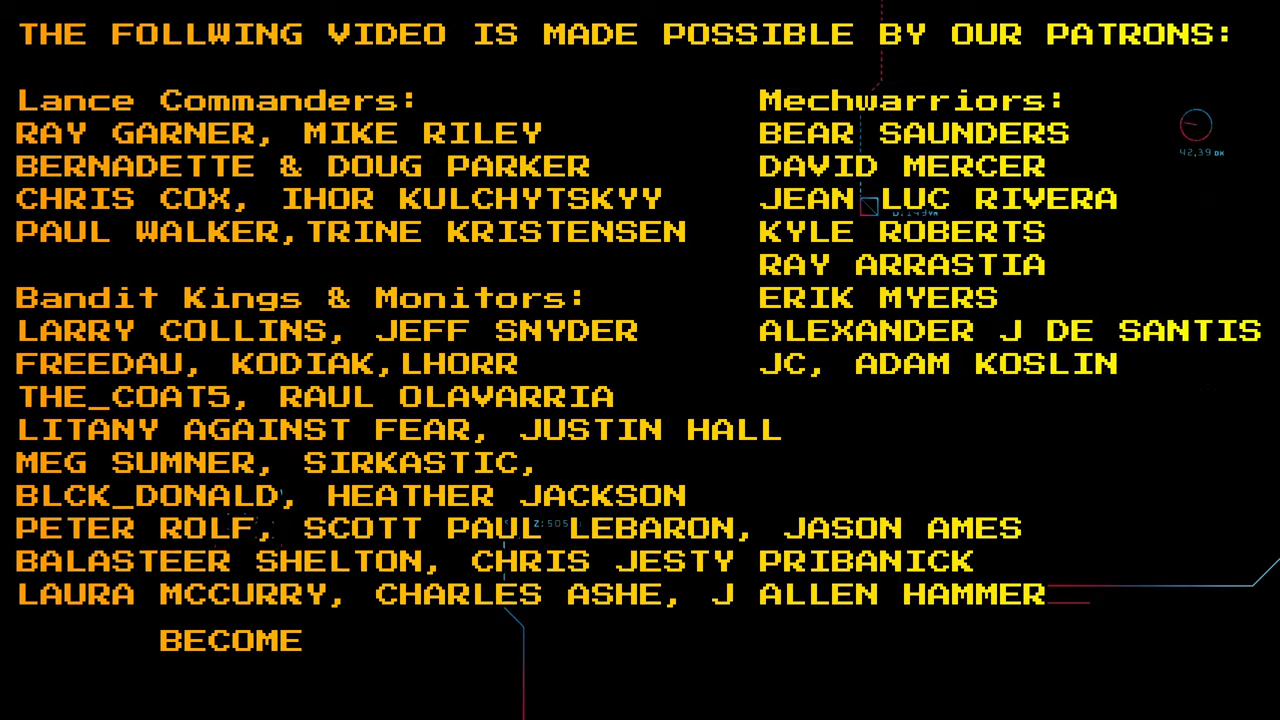 THE FOLLWING VIDEO IS MADE POSSIBLE BY OUR PATRONS:
Lance Commanders:
RAY GARNER, MIKE RILEY
BERNADETTE & DOUG PARKER
CHRIS COX, IHOR KULCHYTSKYY
PAUL WALKER,TRINE KRISTENSEN
Bandit Kings & Monitors:
LARRY COLLINS, JEFF SNYDER
FREEDAU, KODIAK,LHORR
THE_COAT5, RAUL OLAVARRIA
LITANY AGAINST FEAR, JUSTIN HALL
MEG SUMNER, SIRKASTIC,
BLCK_DONALD, HEATHER JACKSON
PETER ROLF, SCOTT PAUL LEBARON, JASON AMES
BALASTEER SHELTON, CHRIS JESTY PRIBANICK
LAURA MCCURRY, CHARLES ASHE, J ALLEN HAMMER
BECOME
Mechwarriors:
BEAR SAUNDERS
DAVID MERCER
JEAN LUC RIVERA
KYLE ROBERTS
RAY ARRASTIA
ERIK MYERS
ALEXANDER J DE SANTIS
JC, ADAM KOSLIN
42,39 DK